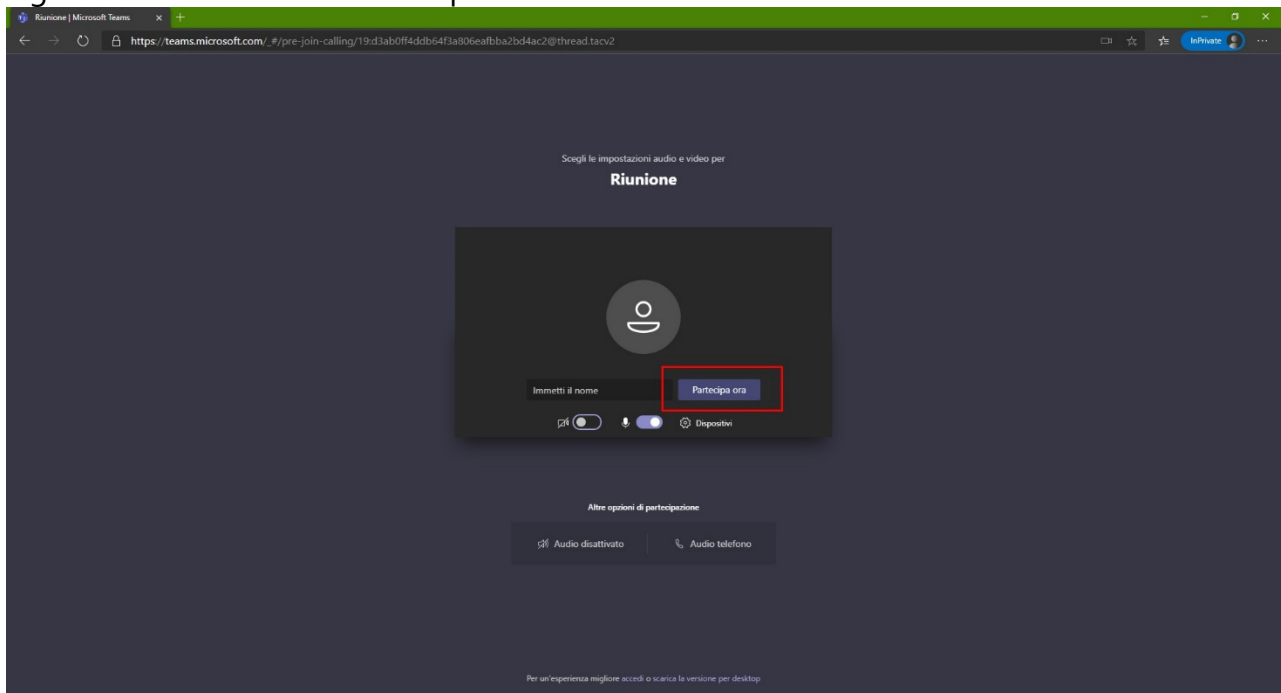 Riunione | Microsoft Teams
https://teams.microsoft.com/_#/pre-join-calling/19:d3ab0ff4ddb64f3a806eafbba2bd4ac2@thread.tacv2
InPrivate
Scegli le impostazioni audio e video per
Riunione
Immetti il nome
Partecipa ora
Dispositivi
Altre opzioni di partecipazione
Audio disattivato
Audio telefono
Per un'esperienza migliore accedi o scarica la versione per desktop